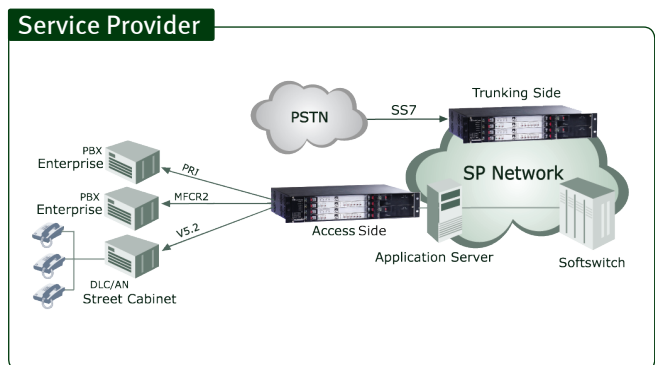 Service Provider
Trunking Side
PSTN
SS7
SP Network
PBX
Enterprise
PRI
PBX
Enterprise
MFCR2
V5.2
Access Side
Application Server
Softswitch
DLC/AN
Street Cabinet